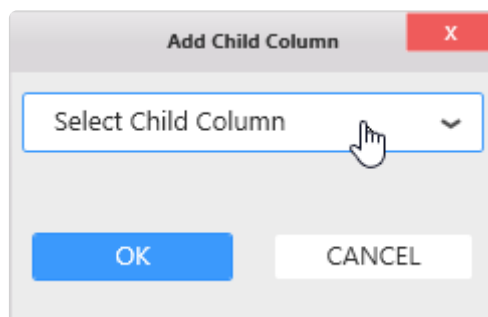 Add Child Column
X
Select Child Column
OK
CANCEL